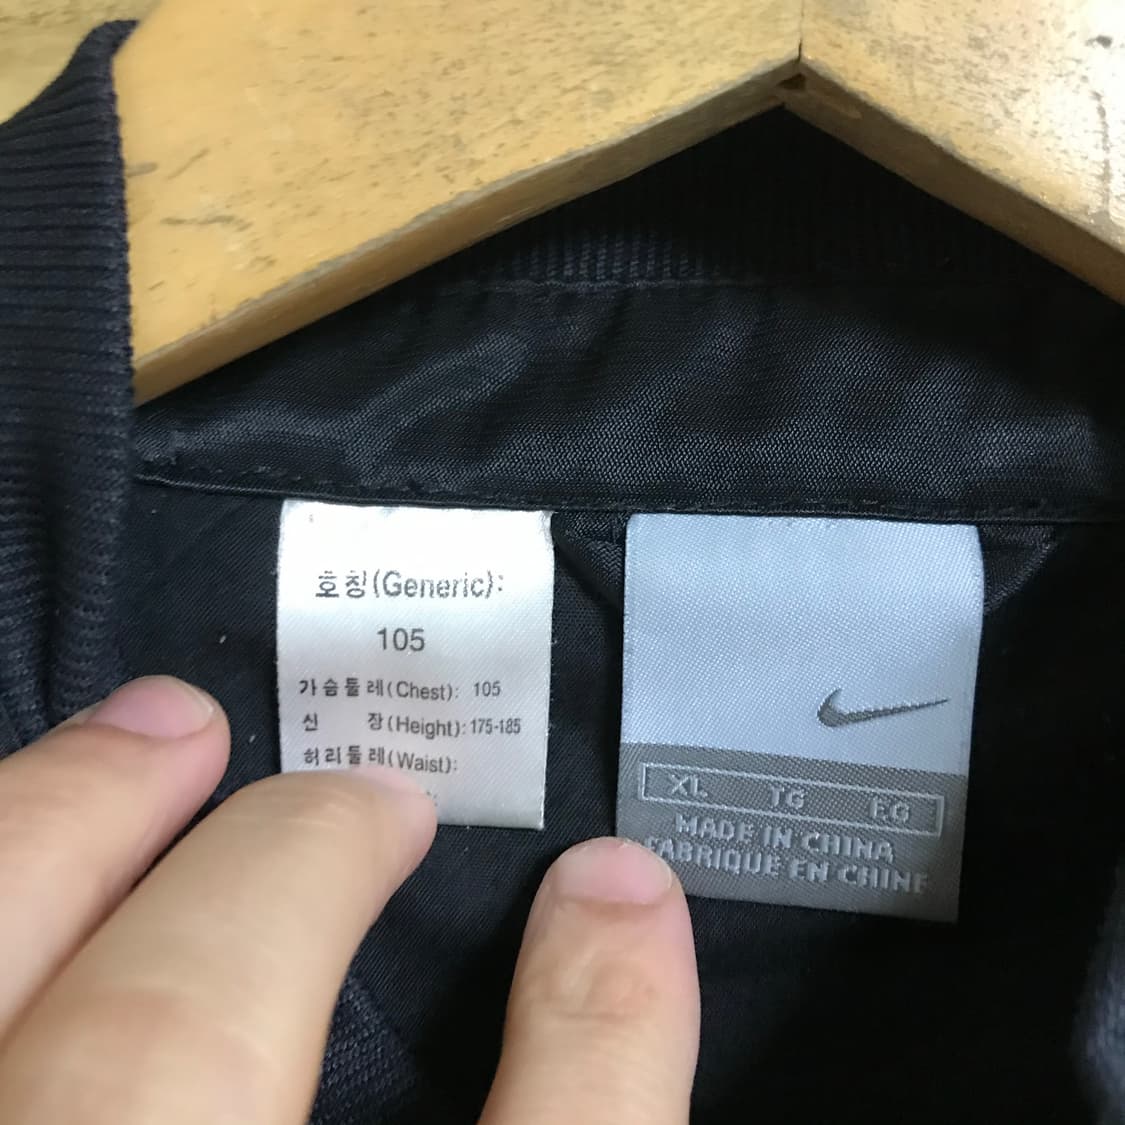 호칭(Generic):
105
가슴둘레(Chest): 105
신 장(Height): 175-185
허리둘레(Waist):
XL TG EG
MADE IN CHINA
FABRIQUE EN CHINE